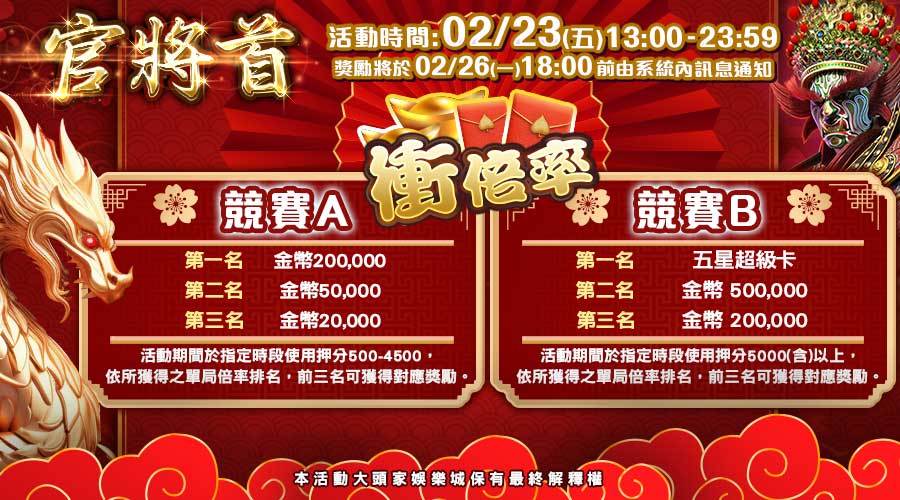 官將首
活動時間:02/23(五)13:00-23:59
獎勵將於02/26(一)18:00前由系統內訊息通知
衝倍率
競賽A
第一名 金幣200,000
第二名 金幣50,000
第三名 金幣20,000
活動期間於指定時段使用押分500-4500，
依所獲得之單局倍率排名，前三名可獲得對應獎勵。
競賽B
第一名 五星超級卡
第二名 金幣 500,000
第三名 金幣 200,000
活動期間於指定時段使用押分5000(含)以上，
依所獲得之單局倍率排名，前三名可獲得對應獎勵。
本活動大頭家娛樂城保有最終解釋權